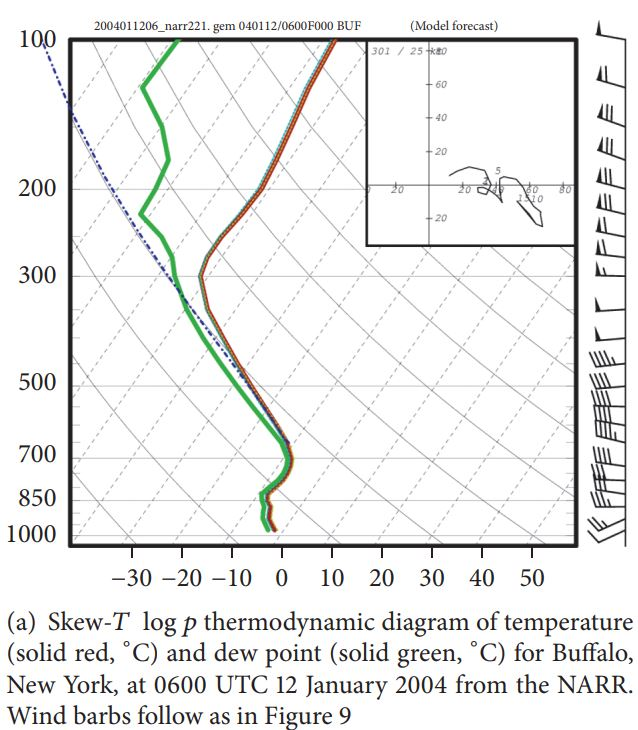 2004011206_narr221. gem 040112/0600F000 BUF (Model forecast)
100
200
300
500
700
850
1000
301 / 25
80
60
40
20
20
20
40
60
80
20
5
1510
−30 −20 −10 0 10 20 30 40 50
(a) Skew-T log p thermodynamic diagram of temperature
(solid red, °C) and dew point (solid green, °C) for Buffalo,
New York, at 0600 UTC 12 January 2004 from the NARR.
Wind barbs follow as in Figure 9